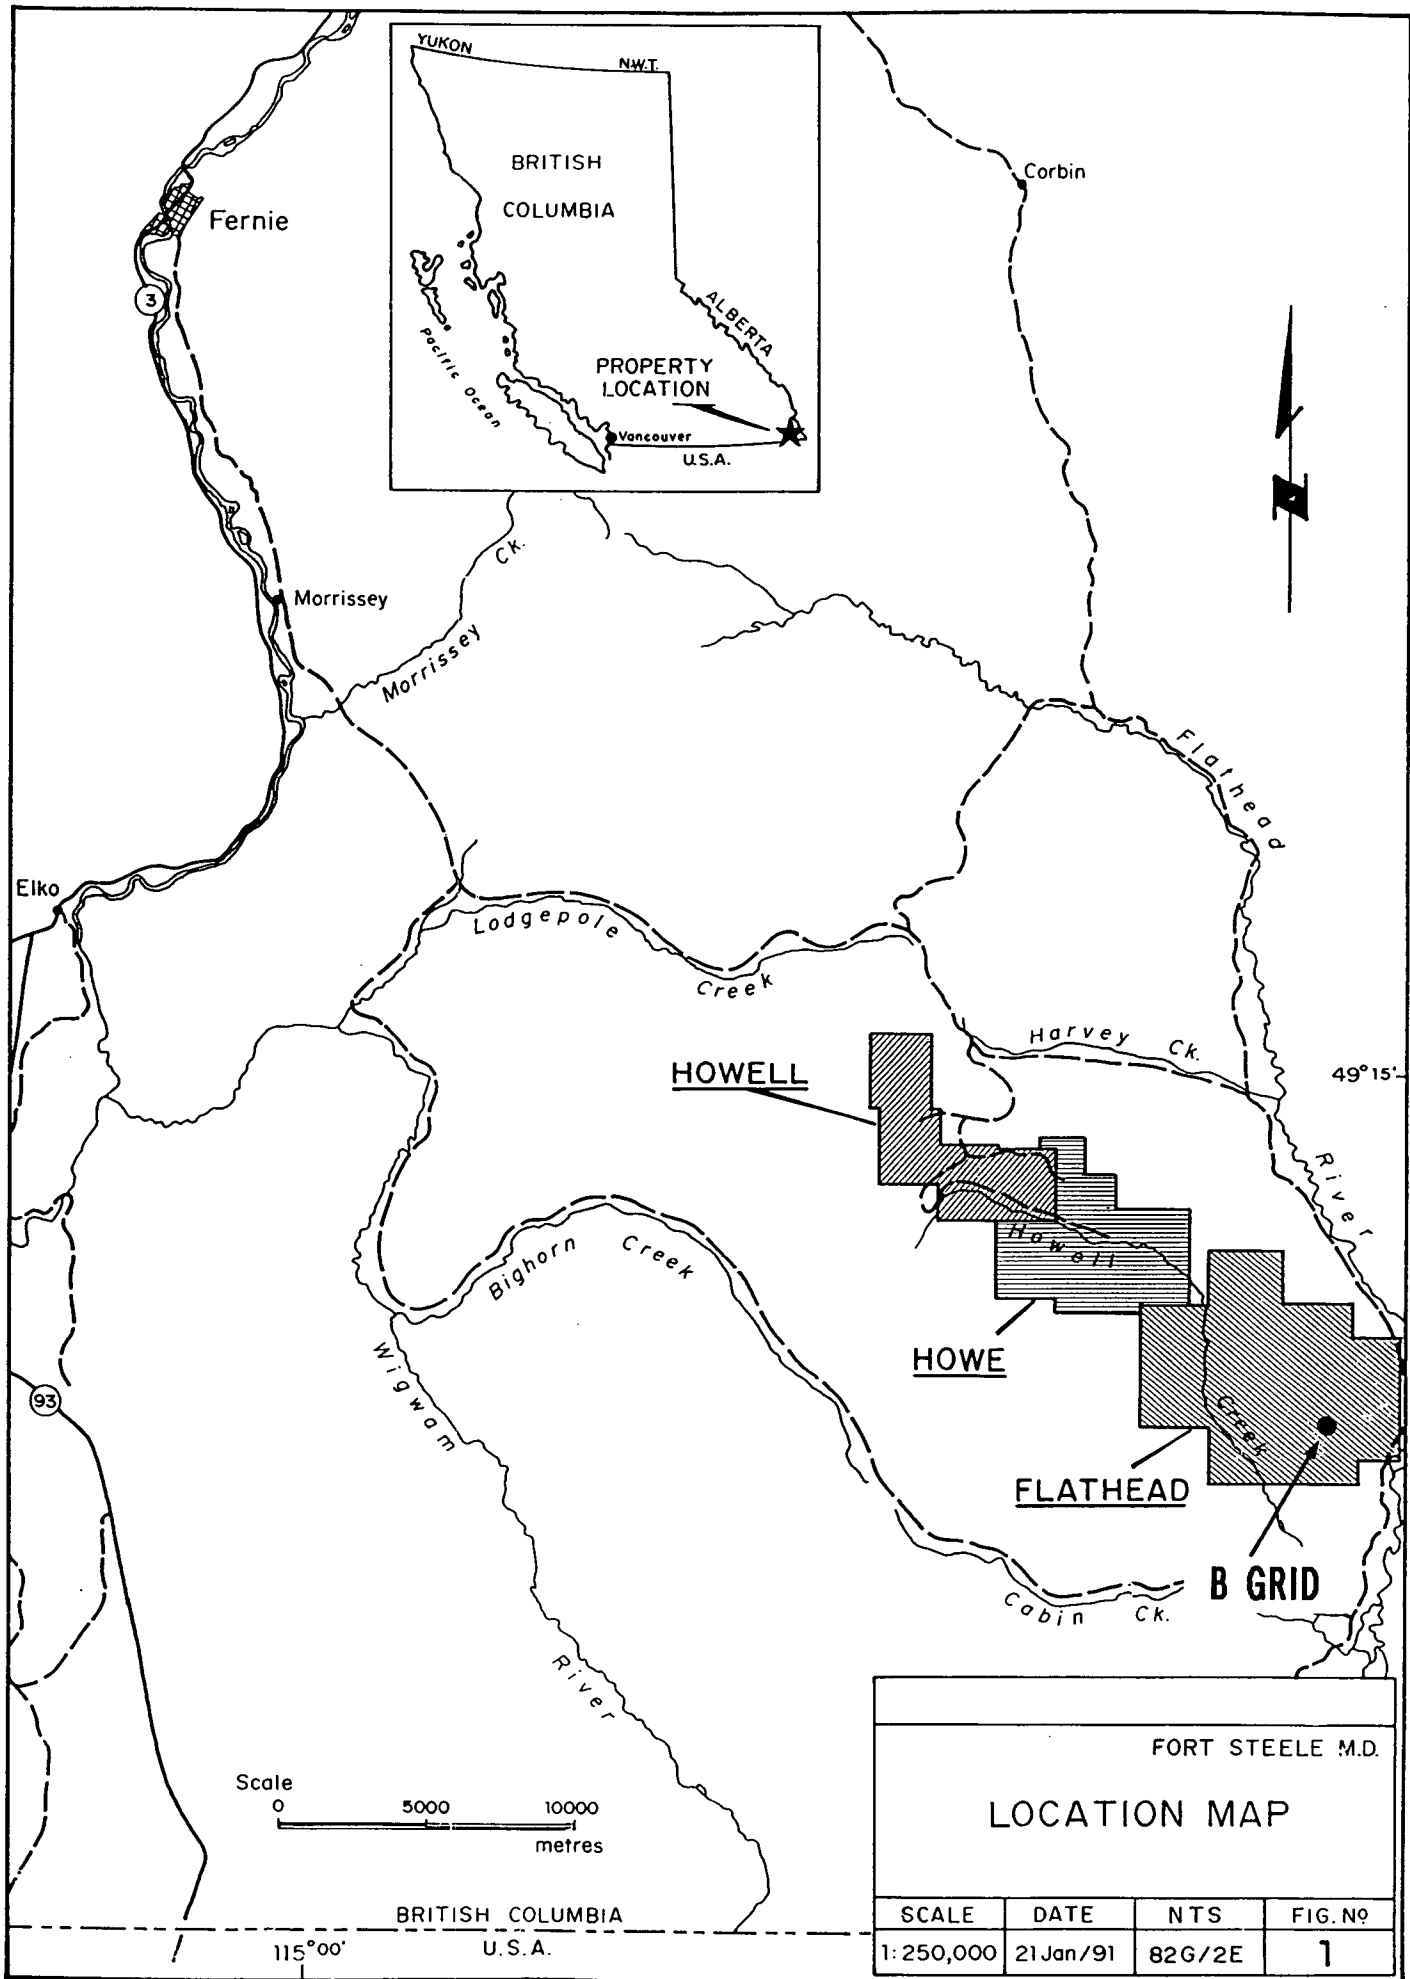 YUKON
N.W.T.
BRITISH
COLUMBIA
ALBERTA
PROPERTY
LOCATION
Pacific Ocean
Vancouver
U.S.A.
Corbin
Fernie
3
Morrissey
Morrissey Ck.
Flathead River
Elko
Lodgepole Creek
Harvey Ck.
49°15'
HOWELL
Howell Creek
HOWE
Bighorn Creek
Wigwam River
93
FLATHEAD
B GRID
Cabin Ck.
Scale
0 5000 10000
metres
BRITISH COLUMBIA
U.S.A.
115°00'
FORT STEELE M.D.
LOCATION MAP
SCALE DATE NTS FIG. Nº
1:250,000 21Jan/91 82G/2E 1